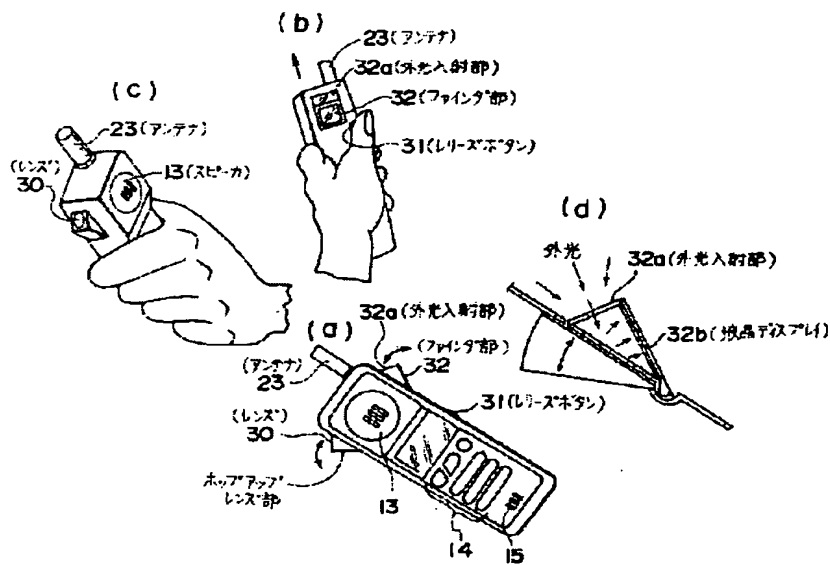 (b)
23(アンテナ)
32a(外光入射部)
32(ファインダ部)
31(レリーズボタン)
(c)
23(アンテナ)
(レンズ)
30
13(スピーカ)
(d)
外光
32a(外光入射部)
32b(液晶ディスプレイ)
(a)
32a(外光入射部)
(ファインダ部)
32
(アンテナ)
23
31(レリーズボタン)
(レンズ)
30
ホップアップ
レンズ部
13
14
15